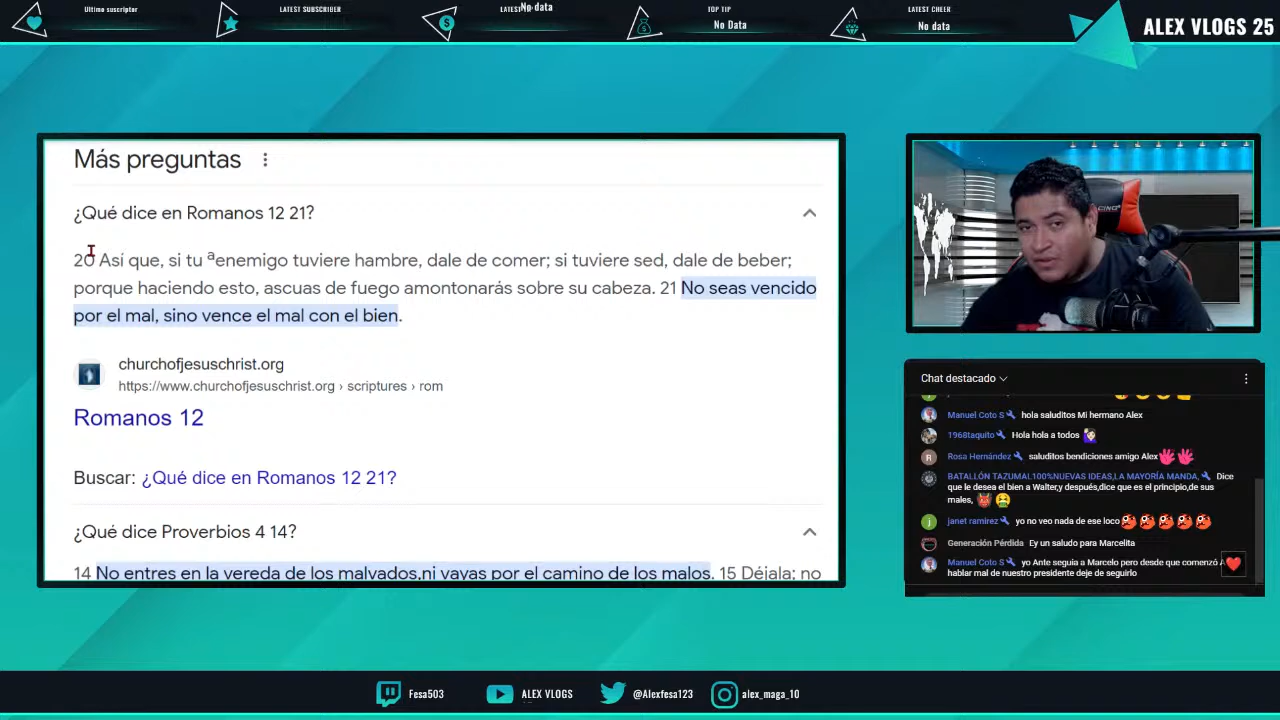 Ultimo suscriptor
LATEST SUBSCRIBER
LATEST
No data
TOP TIP
No Data
LATEST CHEER
No data
ALEX VLOGS 25
Más preguntas
¿Qué dice en Romanos 12 21?
20 Así que, si tu aenemigo tuviere hambre, dale de comer; si tuviere sed, dale de beber;
porque haciendo esto, ascuas de fuego amontonarás sobre su cabeza. 21 No seas vencido
por el mal, sino vence el mal con el bien.
churchofjesuschrist.org
https://www.churchofjesuschrist.org › scriptures › rom
Romanos 12
Buscar: ¿Qué dice en Romanos 12 21?
¿Qué dice Proverbios 4 14?
14 No entres en la vereda de los malvados,ni vayas por el camino de los malos. 15 Déjala; no
Chat destacado
Manuel Coto S hola saluditos Mi hermano Alex
1968taquito Hola hola a todos
Rosa Hernández saluditos bendiciones amigo Alex
BATALLÓN TAZUMAL100%NUEVAS IDEAS,LA MAYORÍA MANDA, Dice
que le desea el bien a Walter,y después,dice que es el principio,de sus
males,
janet ramirez yo no veo nada de ese loco
Generación Pérdida Ey un saludo para Marcelita
Manuel Coto S yo Ante seguia a Marcelo pero desde que comenzó A
hablar mal de nuestro presidente deje de seguirlo
Fesa503
ALEX VLOGS
@Alexfesa123
alex_maga_10